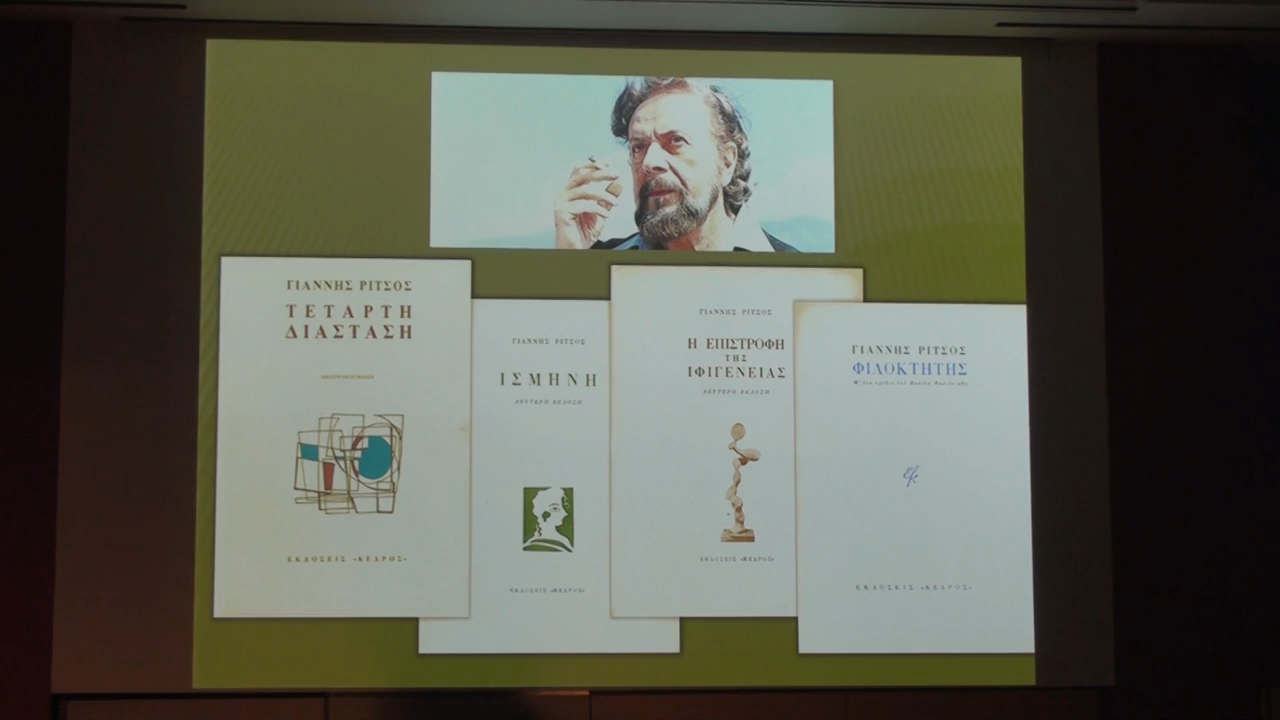 ΓΙΑΝΝΗΣ ΡΙΤΣΟΣ
ΤΕΤΑΡΤΗ
ΔΙΑΣΤΑΣΗ
ΕΚΔΟΣΕΙΣ «ΚΕΔΡΟΣ»
ΓΙΑΝΝΗΣ ΡΙΤΣΟΣ
ΙΣΜΗΝΗ
ΔΕΥΤΕΡΗ ΕΚΔΟΣΗ
ΕΚΔΟΣΕΙΣ «ΚΕΔΡΟΣ»
ΓΙΑΝΝΗΣ ΡΙΤΣΟΣ
Η ΕΠΙΣΤΡΟΦΗ
ΤΗΣ
ΙΦΙΓΕΝΕΙΑΣ
ΔΕΥΤΕΡΗ ΕΚΔΟΣΗ
ΕΚΔΟΣΕΙΣ «ΚΕΔΡΟΣ»
ΓΙΑΝΝΗΣ ΡΙΤΣΟΣ
ΦΙΛΟΚΤΗΤΗΣ
ΕΚΔΟΣΕΙΣ «ΚΕΔΡΟΣ»